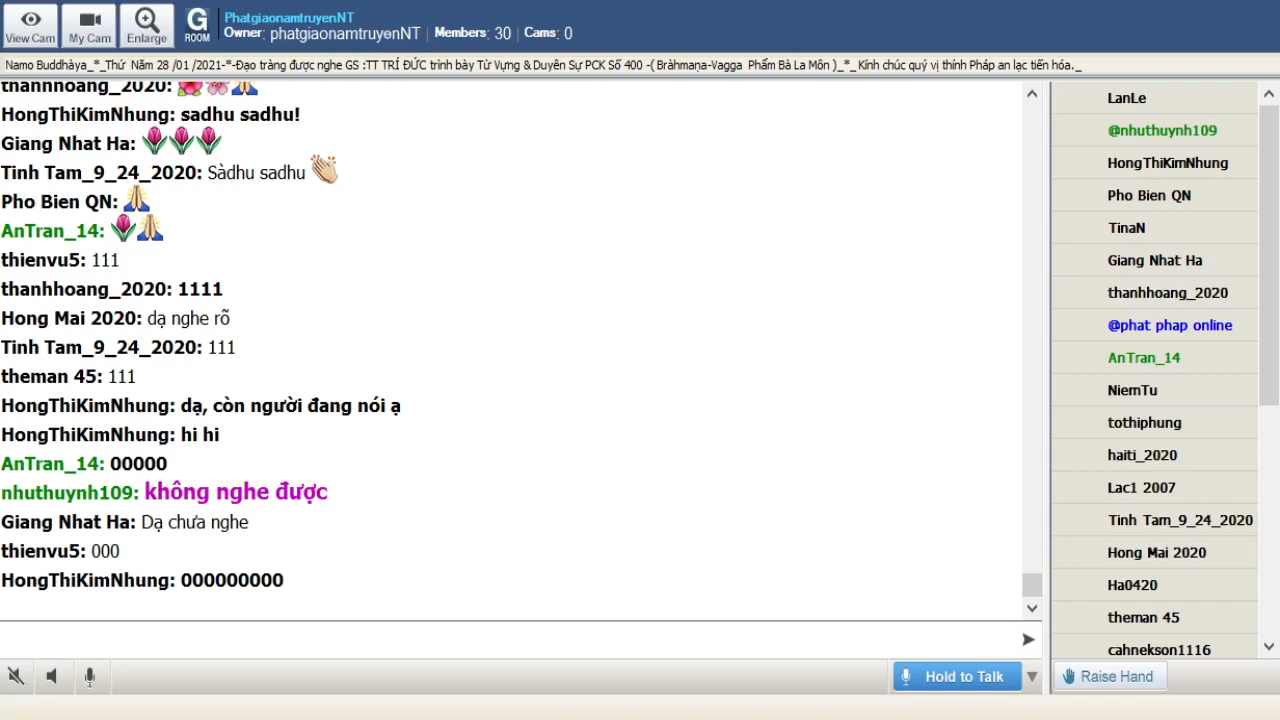 View Cam
My Cam
Enlarge
G
ROOM
PhatgiaonamtruyenNT
Owner: phatgiaonamtruyenNT | Members: 30 | Cams: 0
Namo Buddhàya_*_Thứ Năm 28 /01 /2021-*-Đạo tràng được nghe GS :TT TRÍ ĐỨC trình bày Từ Vựng & Duyên Sự PCK Số 400 -( Bràhmaṇa-Vagga Phẩm Bà La Môn )_*_ Kính chúc quý vị thính Pháp an lạc tiến hóa._
thanhhoang_2020:
HongThiKimNhung: sadhu sadhu!
Giang Nhat Ha:
Tinh Tam_9_24_2020: Sàdhu sadhu
Pho Bien QN:
AnTran_14:
thienvu5: 111
thanhhoang_2020: 1111
Hong Mai 2020: dạ nghe rõ
Tinh Tam_9_24_2020: 111
theman 45: 111
HongThiKimNhung: dạ, còn người đang nói ạ
HongThiKimNhung: hi hi
AnTran_14: 00000
nhuthuynh109: không nghe được
Giang Nhat Ha: Dạ chưa nghe
thienvu5: 000
HongThiKimNhung: 000000000
LanLe
@nhuthuynh109
HongThiKimNhung
Pho Bien QN
TinaN
Giang Nhat Ha
thanhhoang_2020
@phat phap online
AnTran_14
NiemTu
tothiphung
haiti_2020
Lac1 2007
Tinh Tam_9_24_2020
Hong Mai 2020
Ha0420
theman 45
cahnekson1116
Hold to Talk
Raise Hand